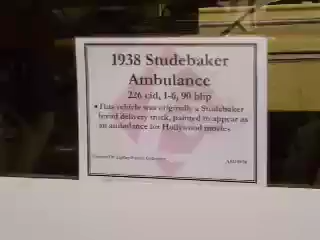 1938 Studebaker
Ambulance
226 cid, I-6, 90 bhp
• This vehicle was originally a Studebaker
bread delivery truck, painted to appear as
an ambulance for Hollywood movies